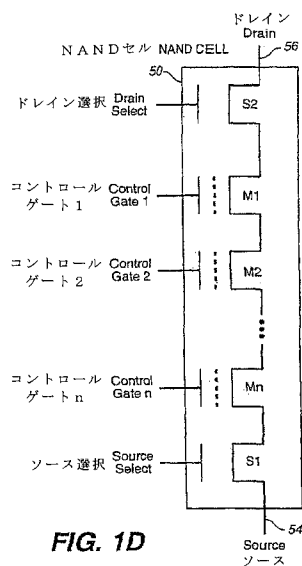 ドレイン
Drain
56
NANDセル NAND CELL
50
ドレイン選択 Drain Select
S2
コントロールゲート1 Control Gate 1
M1
コントロールゲート2 Control Gate 2
M2
コントロールゲートn Control Gate n
Mn
ソース選択 Source Select
S1
54
FIG. 1D
Source
ソース